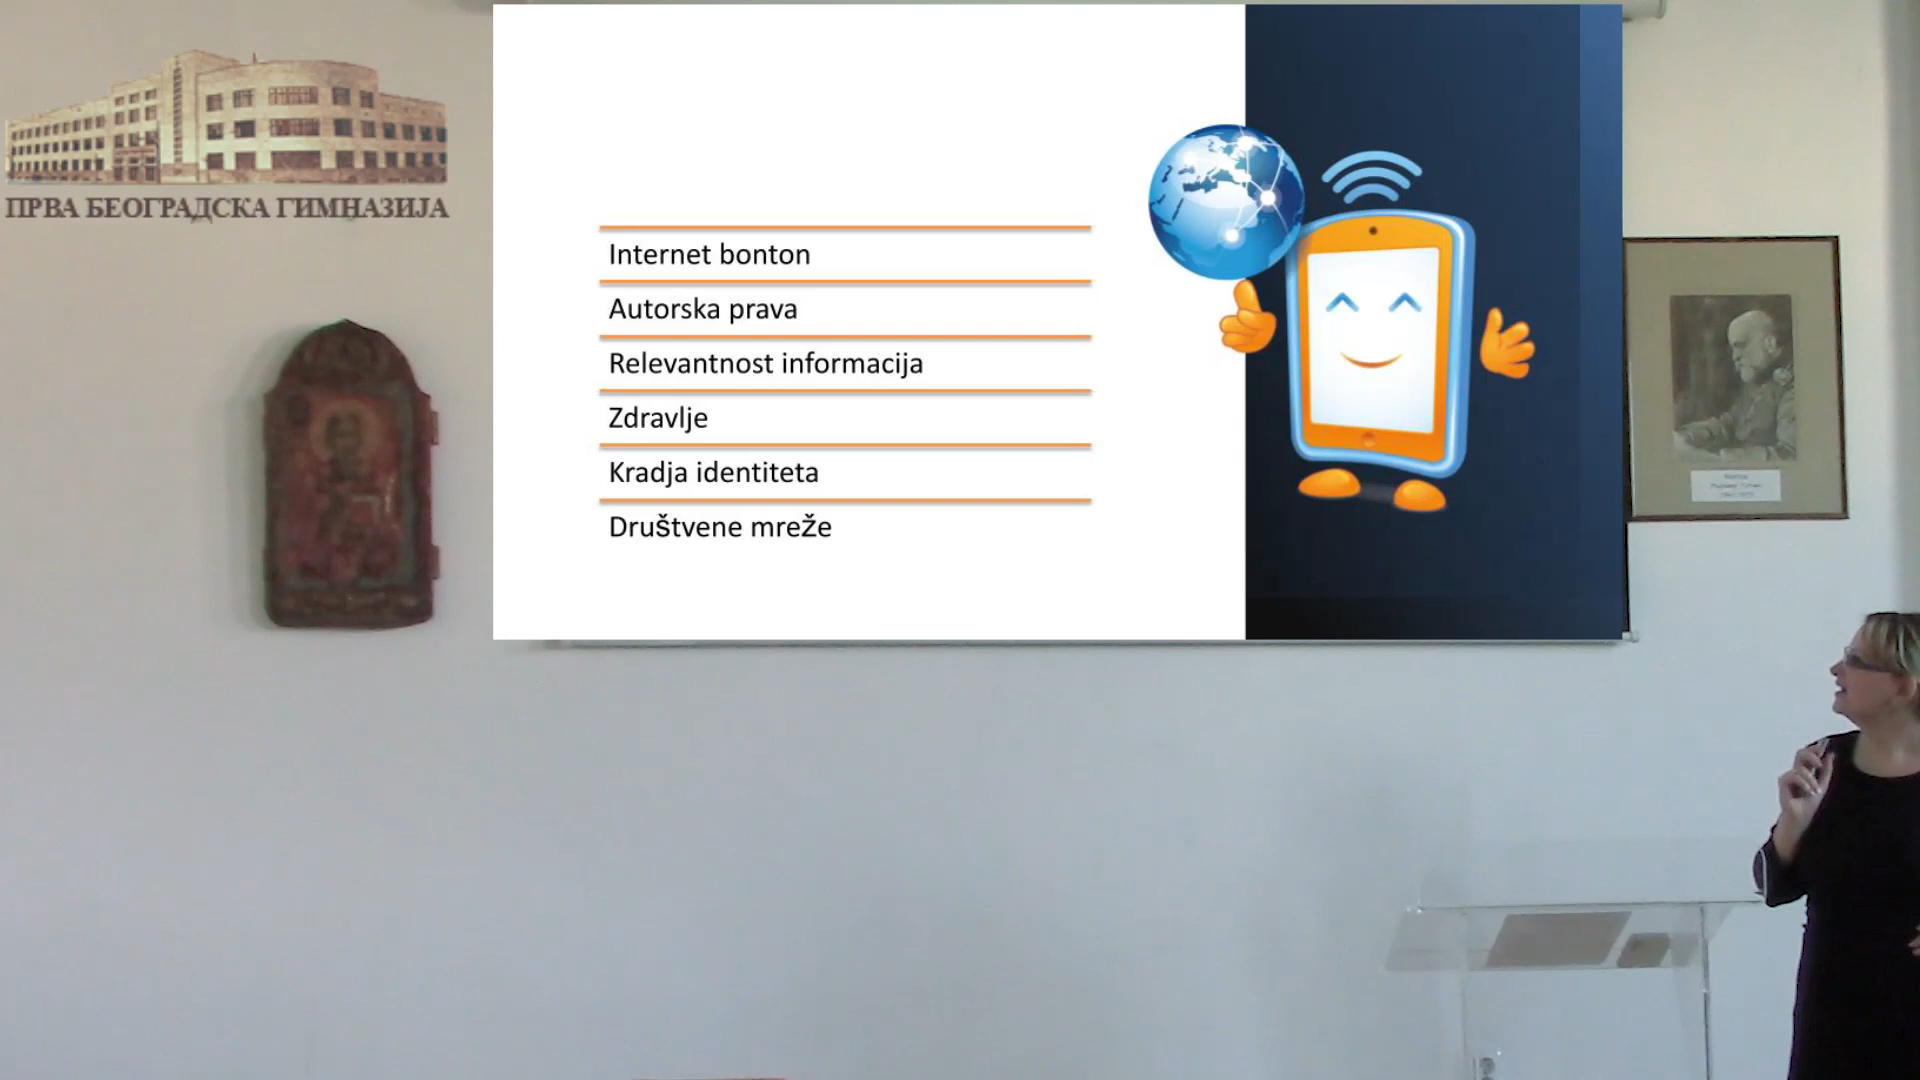 ПРВА БЕОГРАДСКА ГИМНАЗИЈА
Internet bonton
Autorska prava
Relevantnost informacija
Zdravlje
Kradja identiteta
Društvene mreže